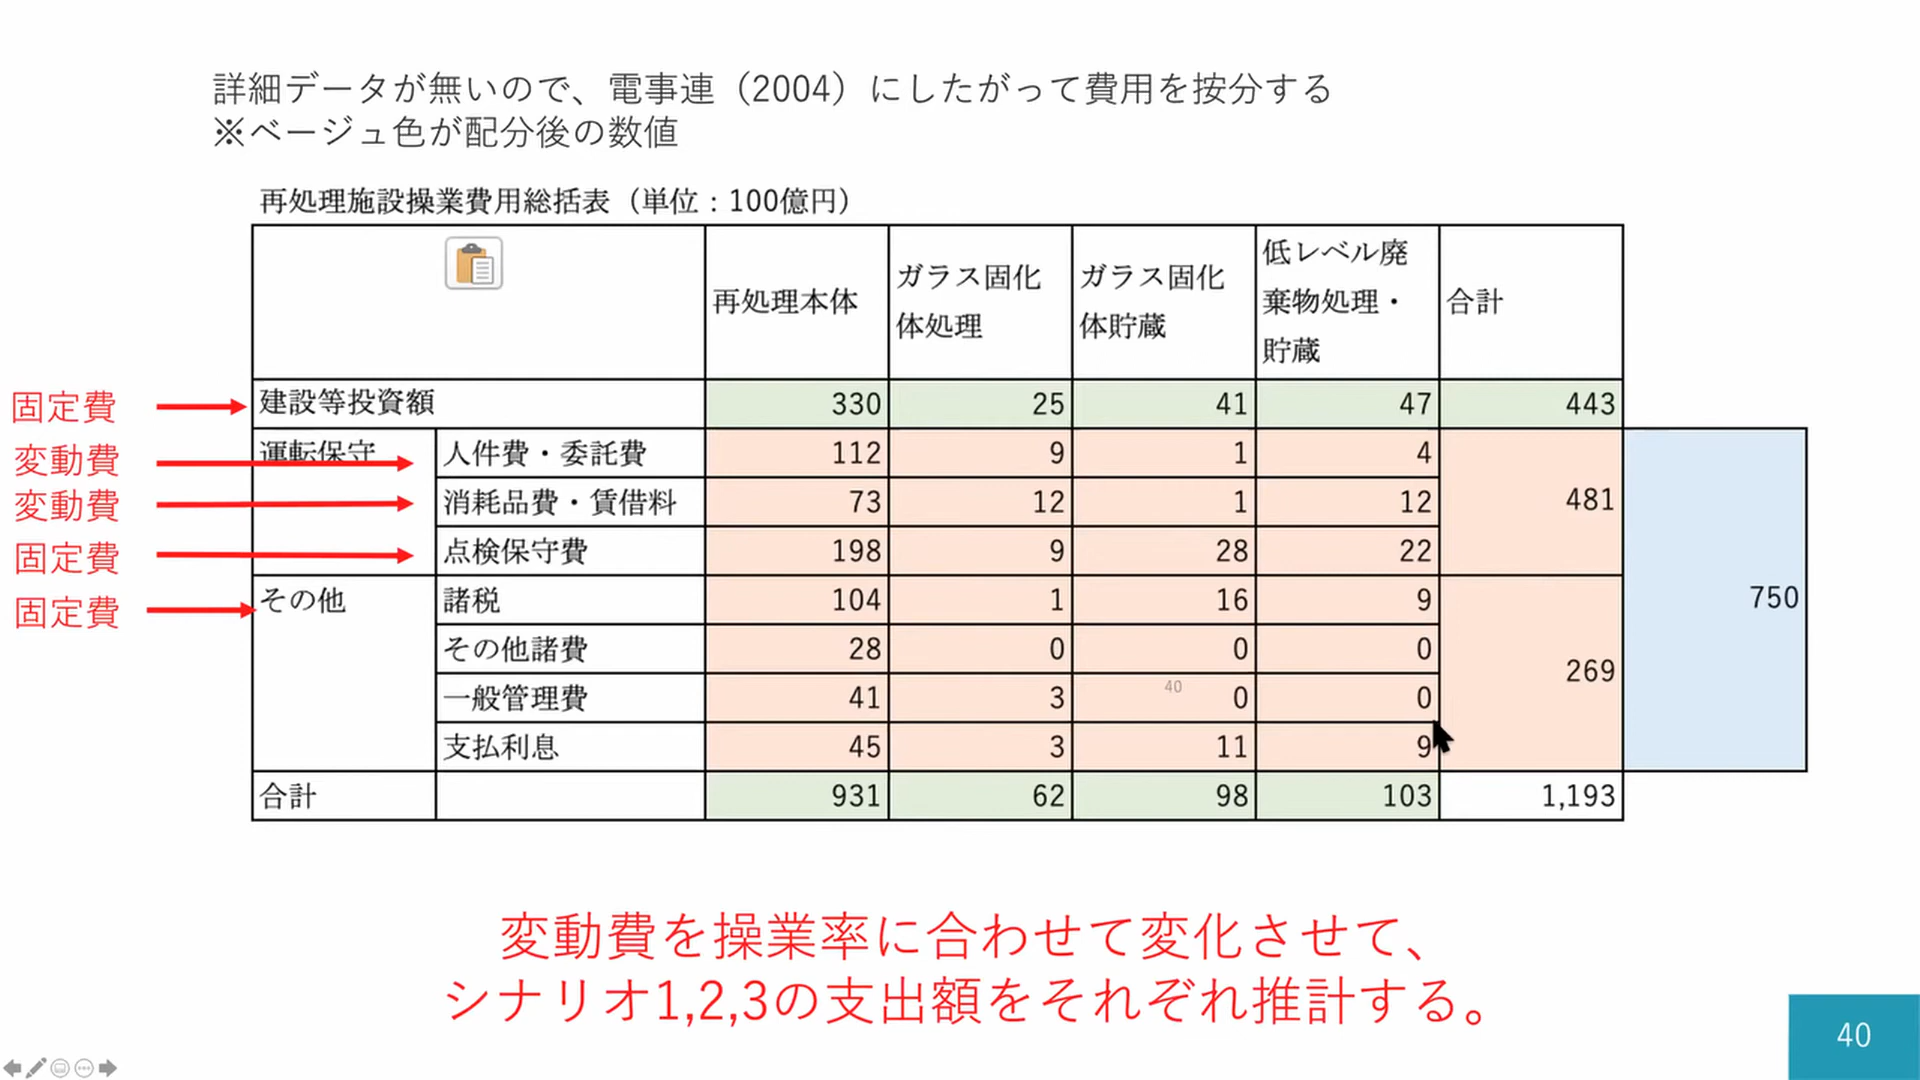 詳細データが無いので、電事連（2004）にしたがって費用を按分する
※ベージュ色が配分後の数値
再処理施設操業費用総括表（単位：100億円）
再処理本体 ガラス固化体処理 ガラス固化体貯蔵 低レベル廃棄物処理・貯蔵 合計
固定費 建設等投資額 330 25 41 47 443
変動費 運転保守 人件費・委託費 112 9 1 4
変動費 消耗品費・賃借料 73 12 1 12 481
固定費 点検保守費 198 9 28 22
固定費 その他 諸税 104 1 16 9 750
その他諸費 28 0 0 0 269
一般管理費 41 3 40 0 0
支払利息 45 3 11 9
合計 931 62 98 103 1,193
変動費を操業率に合わせて変化させて、
シナリオ1,2,3の支出額をそれぞれ推計する。
40